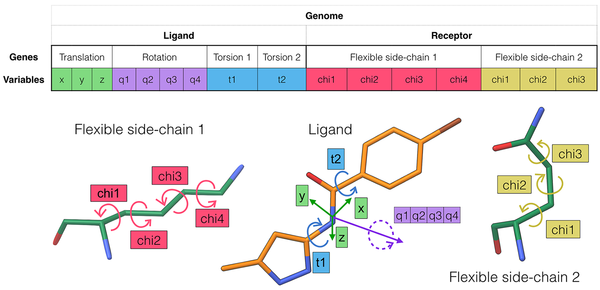 Genome
Ligand Receptor
Genes Translation Rotation Torsion 1 Torsion 2 Flexible side-chain 1 Flexible side-chain 2
Variables x y z q1 q2 q3 q4 t1 t2 chi1 chi2 chi3 chi4 chi1 chi2 chi3
Flexible side-chain 1
Ligand
chi1
chi3
chi2
chi4
t2
y
x
z
q1 q2 q3 q4
t1
chi3
chi2
chi1
Flexible side-chain 2